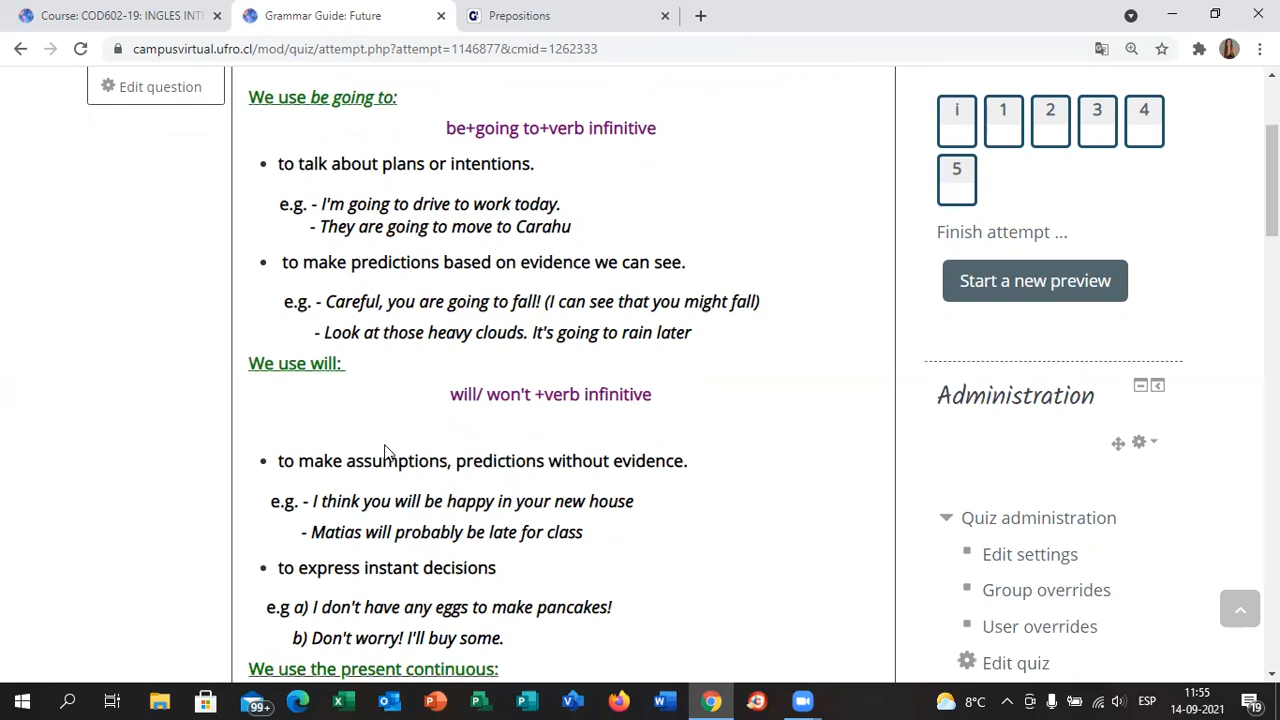 Course: COD602-19: INGLES INTE
Grammar Guide: Future
Prepositions
campusvirtual.ufro.cl/mod/quiz/attempt.php?attempt=1146877&cmid=1262333
Edit question
We use be going to:
be+going to+verb infinitive
to talk about plans or intentions.
e.g. - I'm going to drive to work today.
- They are going to move to Carahu
to make predictions based on evidence we can see.
e.g. - Careful, you are going to fall! (I can see that you might fall)
- Look at those heavy clouds. It's going to rain later
We use will:
will/ won't +verb infinitive
to make assumptions, predictions without evidence.
e.g. - I think you will be happy in your new house
- Matias will probably be late for class
to express instant decisions
e.g a) I don't have any eggs to make pancakes!
b) Don't worry! I'll buy some.
We use the present continuous:
i 1 2 3 4
5
Finish attempt ...
Start a new preview
Administration
Quiz administration
Edit settings
Group overrides
User overrides
Edit quiz
99+
8°C
ESP
11:55
14-09-2021
19